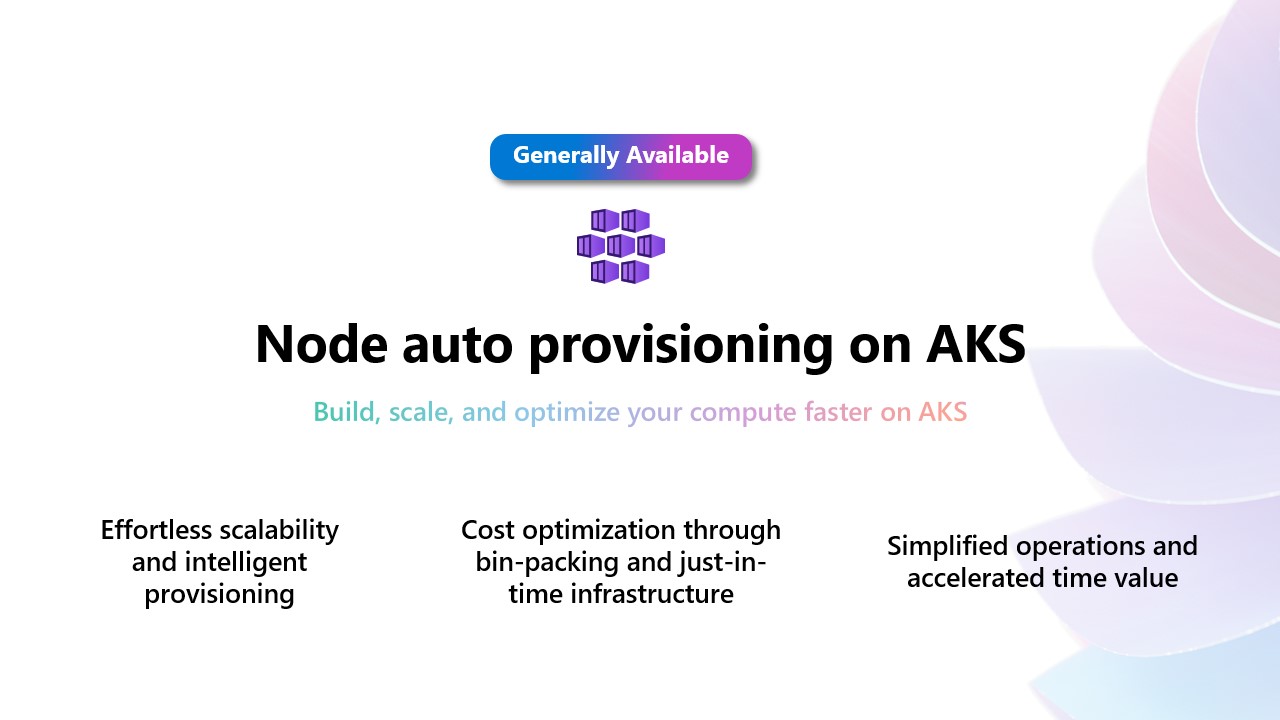 Generally Available
Node auto provisioning on AKS
Build, scale, and optimize your compute faster on AKS
Effortless scalability
and intelligent
provisioning
Cost optimization through
bin-packing and just-in-
time infrastructure
Simplified operations and
accelerated time value